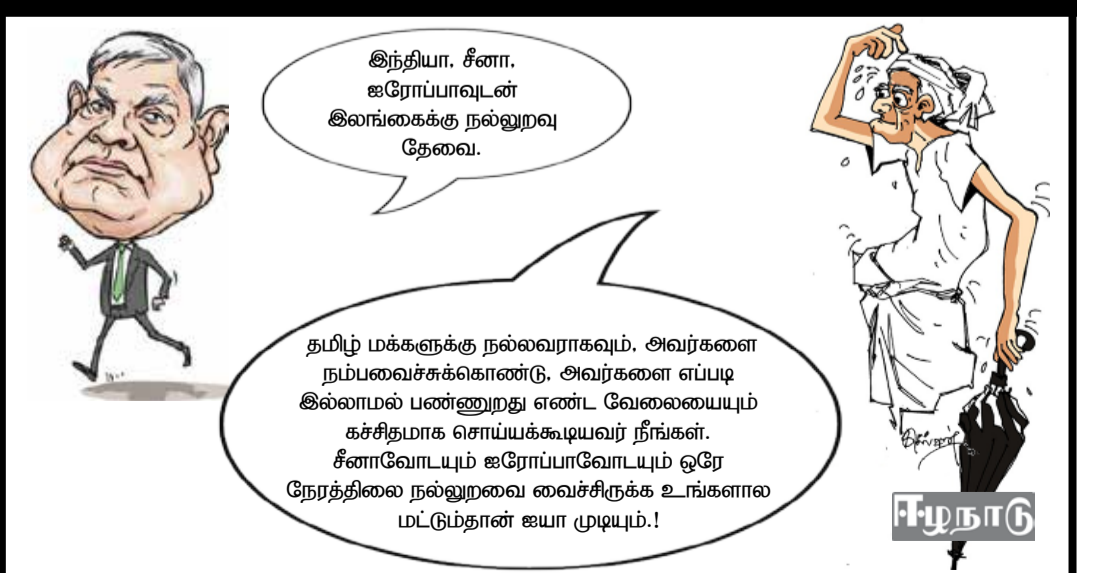 இந்தியா, சீனா,
ஐரோப்பாவுடன்
இலங்கைக்கு நல்லுறவு
தேவை.
தமிழ் மக்களுக்கு நல்லவராகவும், அவர்களை
நம்பவைச்சுக்கொண்டு, அவர்களை எப்படி
இல்லாமல் பண்ணுறது எண்ட வேலையையும்
கச்சிதமாக சொய்யக்கூடியவர் நீங்கள்.
சீனாவோடயும் ஐரோப்பாவோடயும் ஒரே
நேரத்திலை நல்லுறவை வைச்சிருக்க உங்களால
மட்டும்தான் ஐயா முடியும்.!
ஈழநாடு